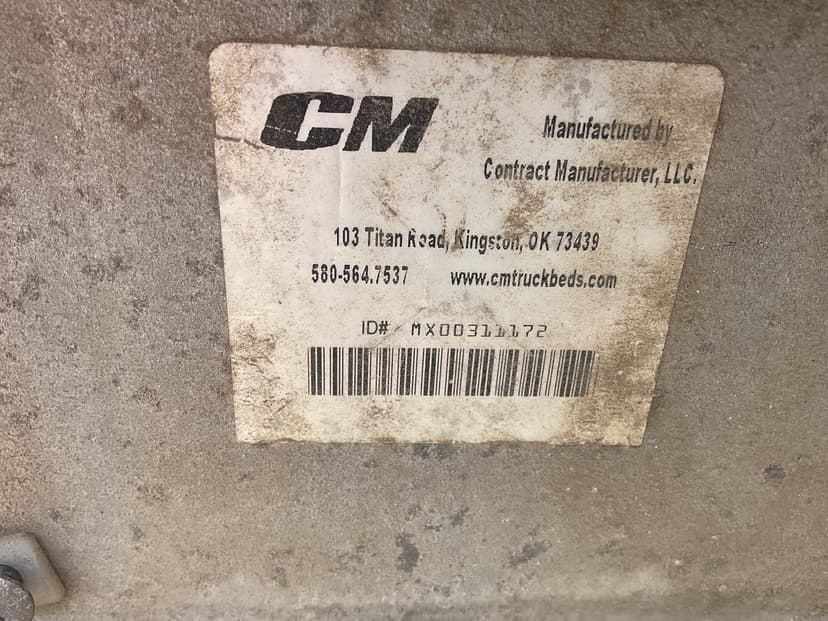 CM
Manufactured by
Contract Manufacturer, LLC.
103 Titan Road, Kingston, OK 73439
580-564.7537 www.cmtruckbeds.com
ID# MX00311172